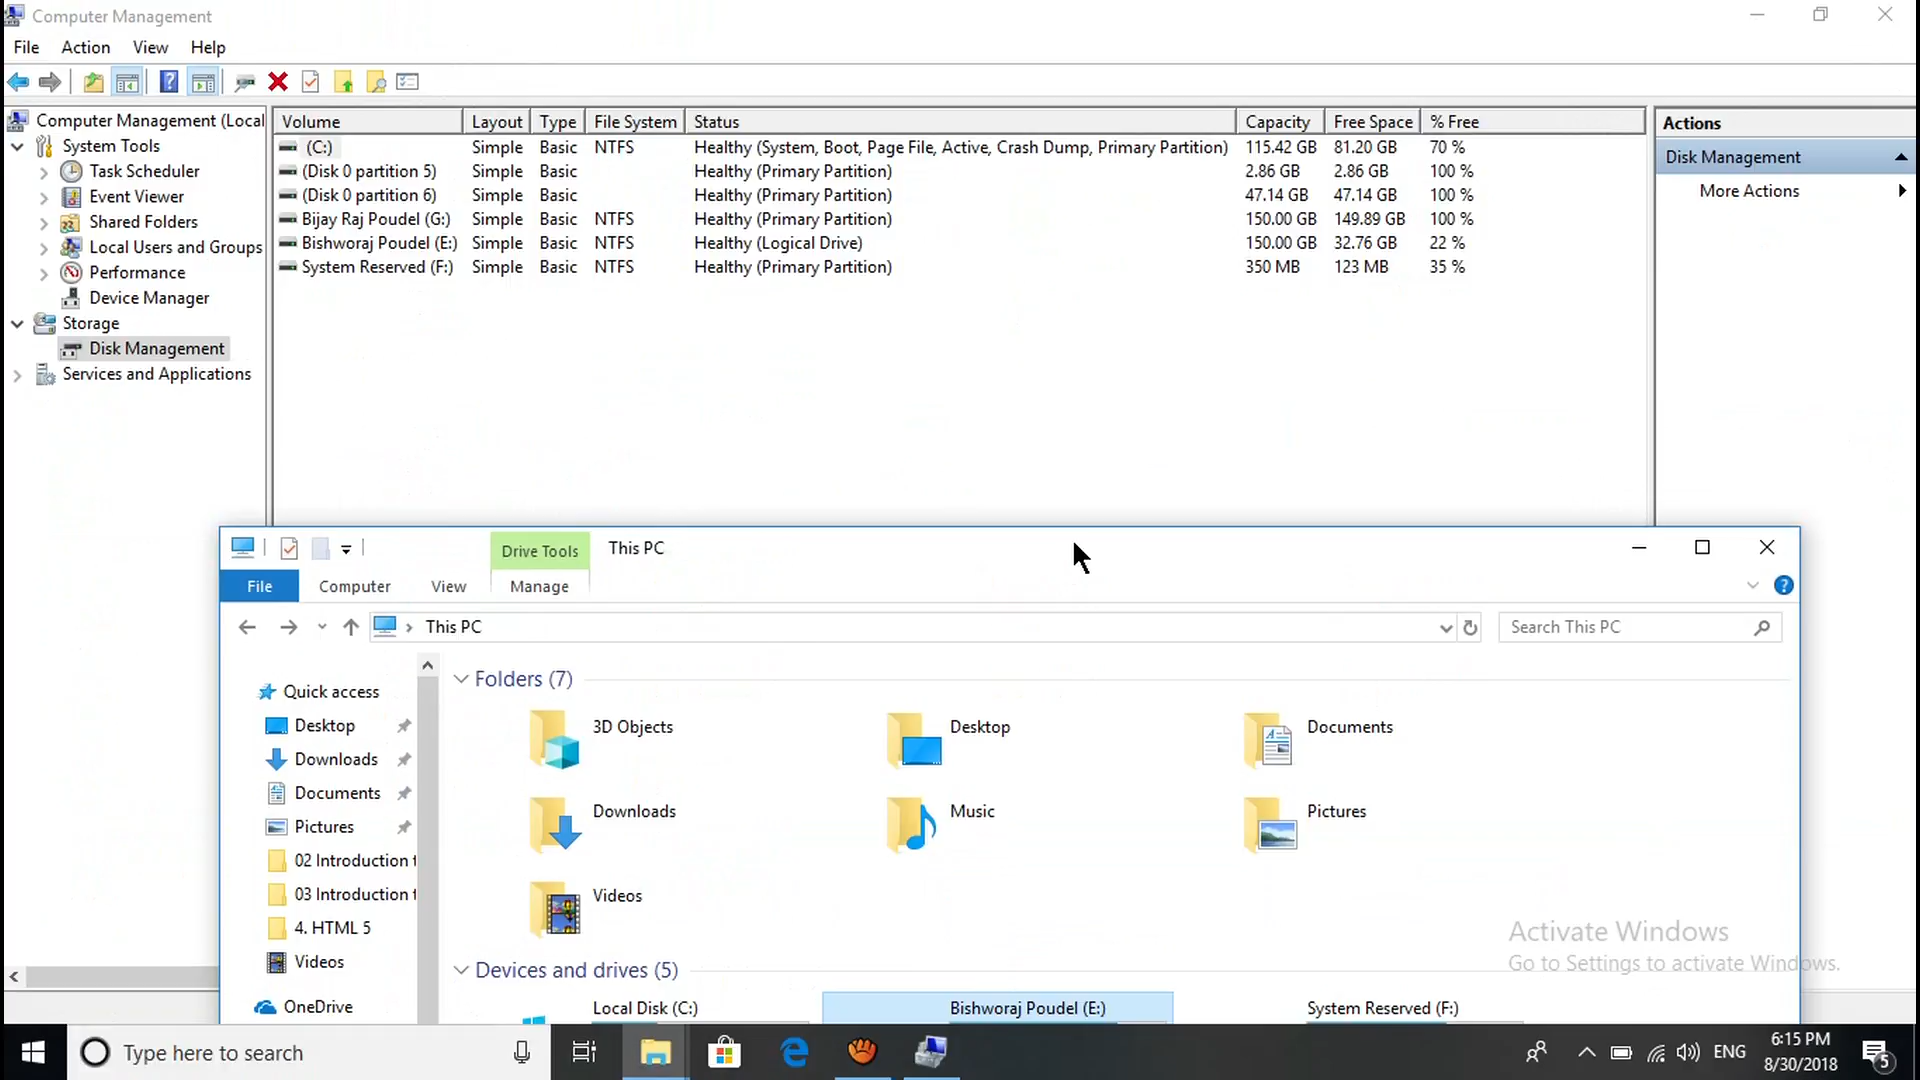 Computer Management
File Action View Help
Computer Management (Local
System Tools
Task Scheduler
Event Viewer
Shared Folders
Local Users and Groups
Performance
Device Manager
Storage
Disk Management
Services and Applications
Volume Layout Type File System Status Capacity Free Space % Free
(C:) Simple Basic NTFS Healthy (System, Boot, Page File, Active, Crash Dump, Primary Partition) 115.42 GB 81.20 GB 70 %
(Disk 0 partition 5) Simple Basic Healthy (Primary Partition) 2.86 GB 2.86 GB 100 %
(Disk 0 partition 6) Simple Basic Healthy (Primary Partition) 47.14 GB 47.14 GB 100 %
Bijay Raj Poudel (G:) Simple Basic NTFS Healthy (Primary Partition) 150.00 GB 149.89 GB 100 %
Bishworaj Poudel (E:) Simple Basic NTFS Healthy (Logical Drive) 150.00 GB 32.76 GB 22 %
System Reserved (F:) Simple Basic NTFS Healthy (Primary Partition) 350 MB 123 MB 35 %
Actions
Disk Management
More Actions
Drive Tools This PC
File Computer View Manage
This PC Search This PC
Quick access
Desktop
Downloads
Documents
Pictures
02 Introduction t
03 Introduction t
4. HTML 5
Videos
OneDrive
Folders (7)
3D Objects Desktop Documents
Downloads Music Pictures
Videos
Devices and drives (5)
Local Disk (C:) Bishworaj Poudel (E:) System Reserved (F:)
Activate Windows
Go to Settings to activate Windows.
Type here to search
ENG
6:15 PM
8/30/2018
5